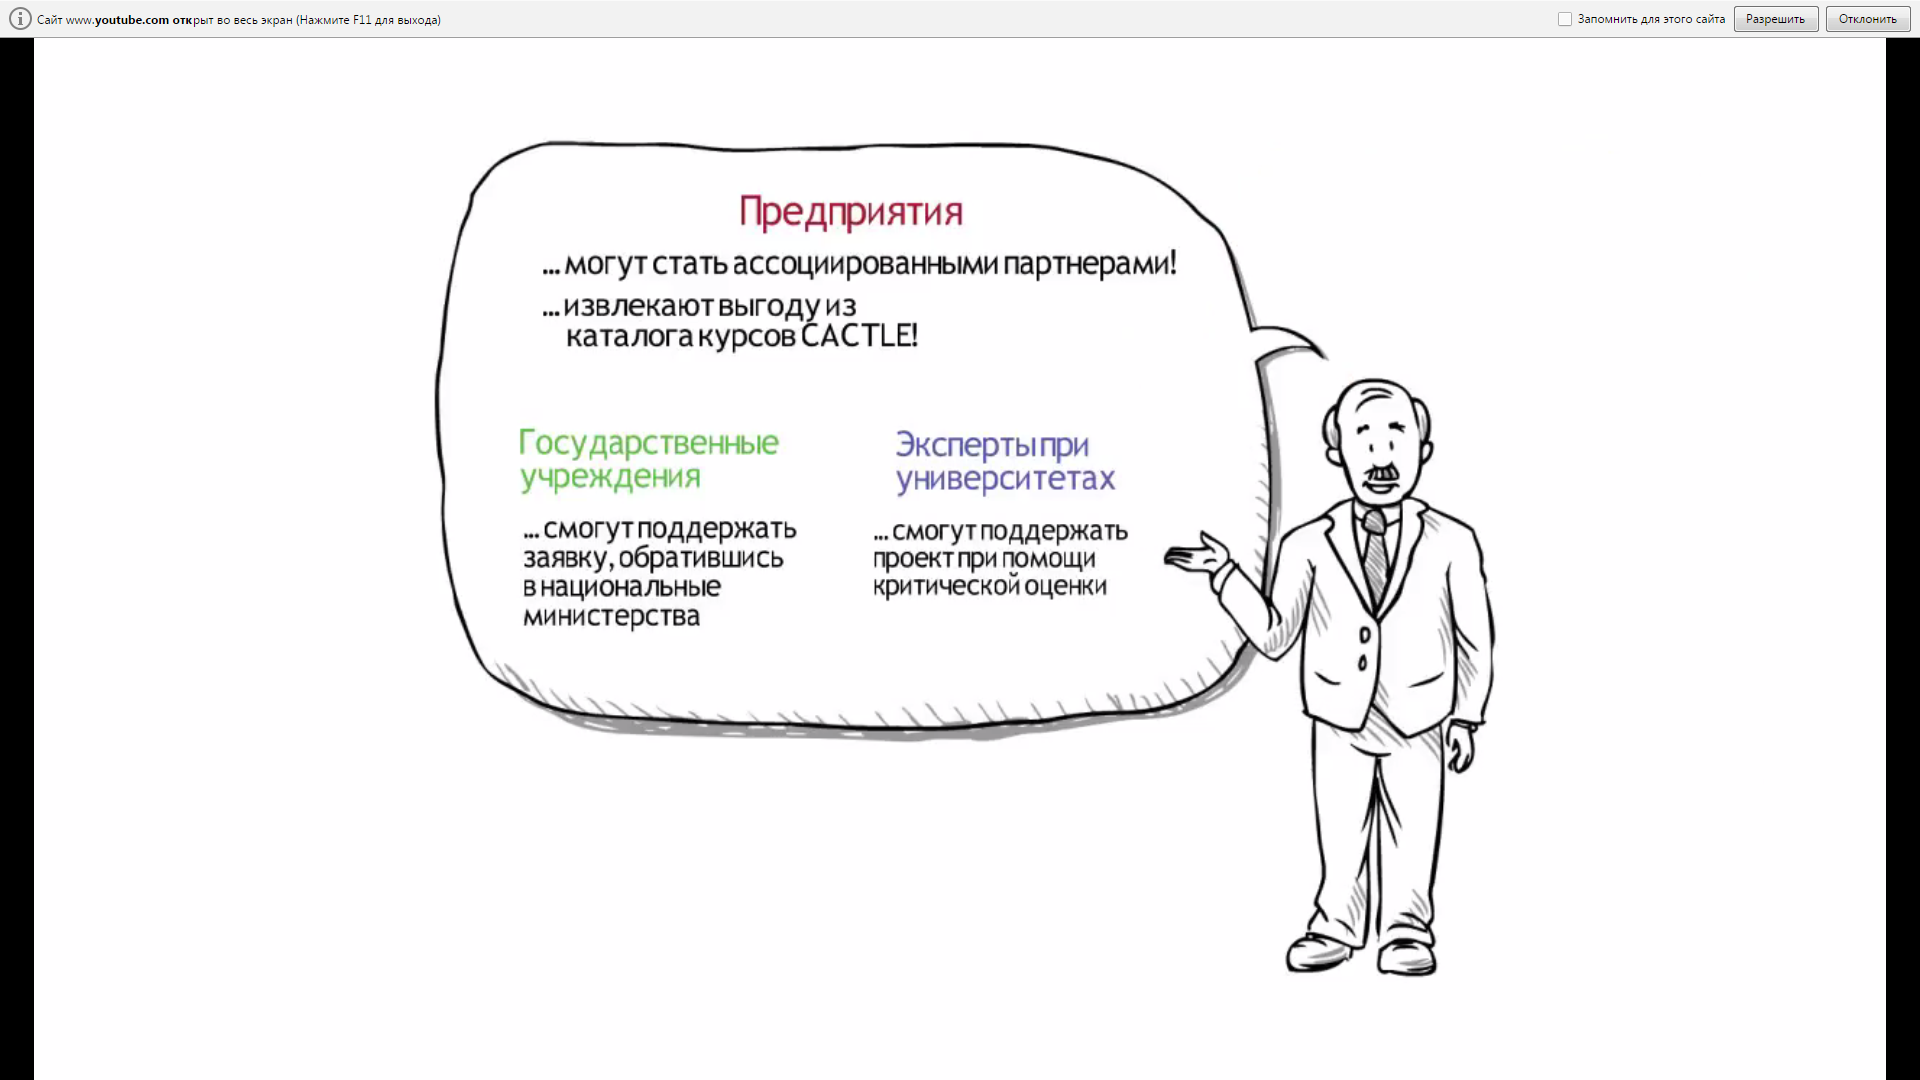 Сайт www.youtube.com открыт во весь экран (Нажмите F11 для выхода)
Запомнить для этого сайта
Разрешить
Отклонить
Предприятия
... могут стать ассоциированными партнерами!
... извлекают выгоду из
каталога курсов CACTLE!
Государственные
учреждения
... смогут поддержать
заявку, обратившись
в национальные
министерства
Эксперты при
университетах
... смогут поддержать
проект при помощи
критической оценки